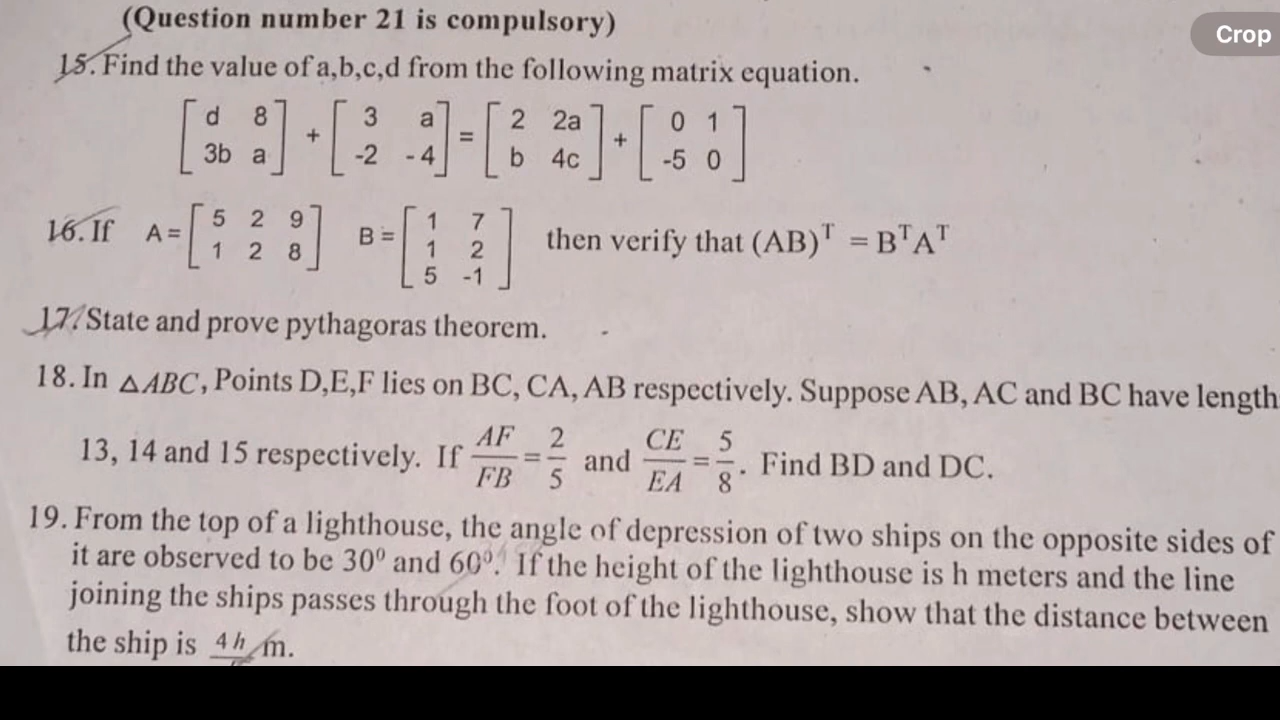 (Question number 21 is compulsory)
Crop
15. Find the value of a,b,c,d from the following matrix equation.
[d 8; 3b a] + [3 a; -2 -4] = [2 2a; b 4c] + [0 1; -5 0]
16. If A = [5 2 9; 1 2 8] B = [1 7; 1 2; 5 -1] then verify that (AB)ᵀ = BᵀAᵀ
17. State and prove pythagoras theorem.
18. In △ABC, Points D,E,F lies on BC, CA, AB respectively. Suppose AB, AC and BC have length
13, 14 and 15 respectively. If AF/FB = 2/5 and CE/EA = 5/8. Find BD and DC.
19. From the top of a lighthouse, the angle of depression of two ships on the opposite sides of
it are observed to be 30⁰ and 60⁰. If the height of the lighthouse is h meters and the line
joining the ships passes through the foot of the lighthouse, show that the distance between
the ship is 4h m.